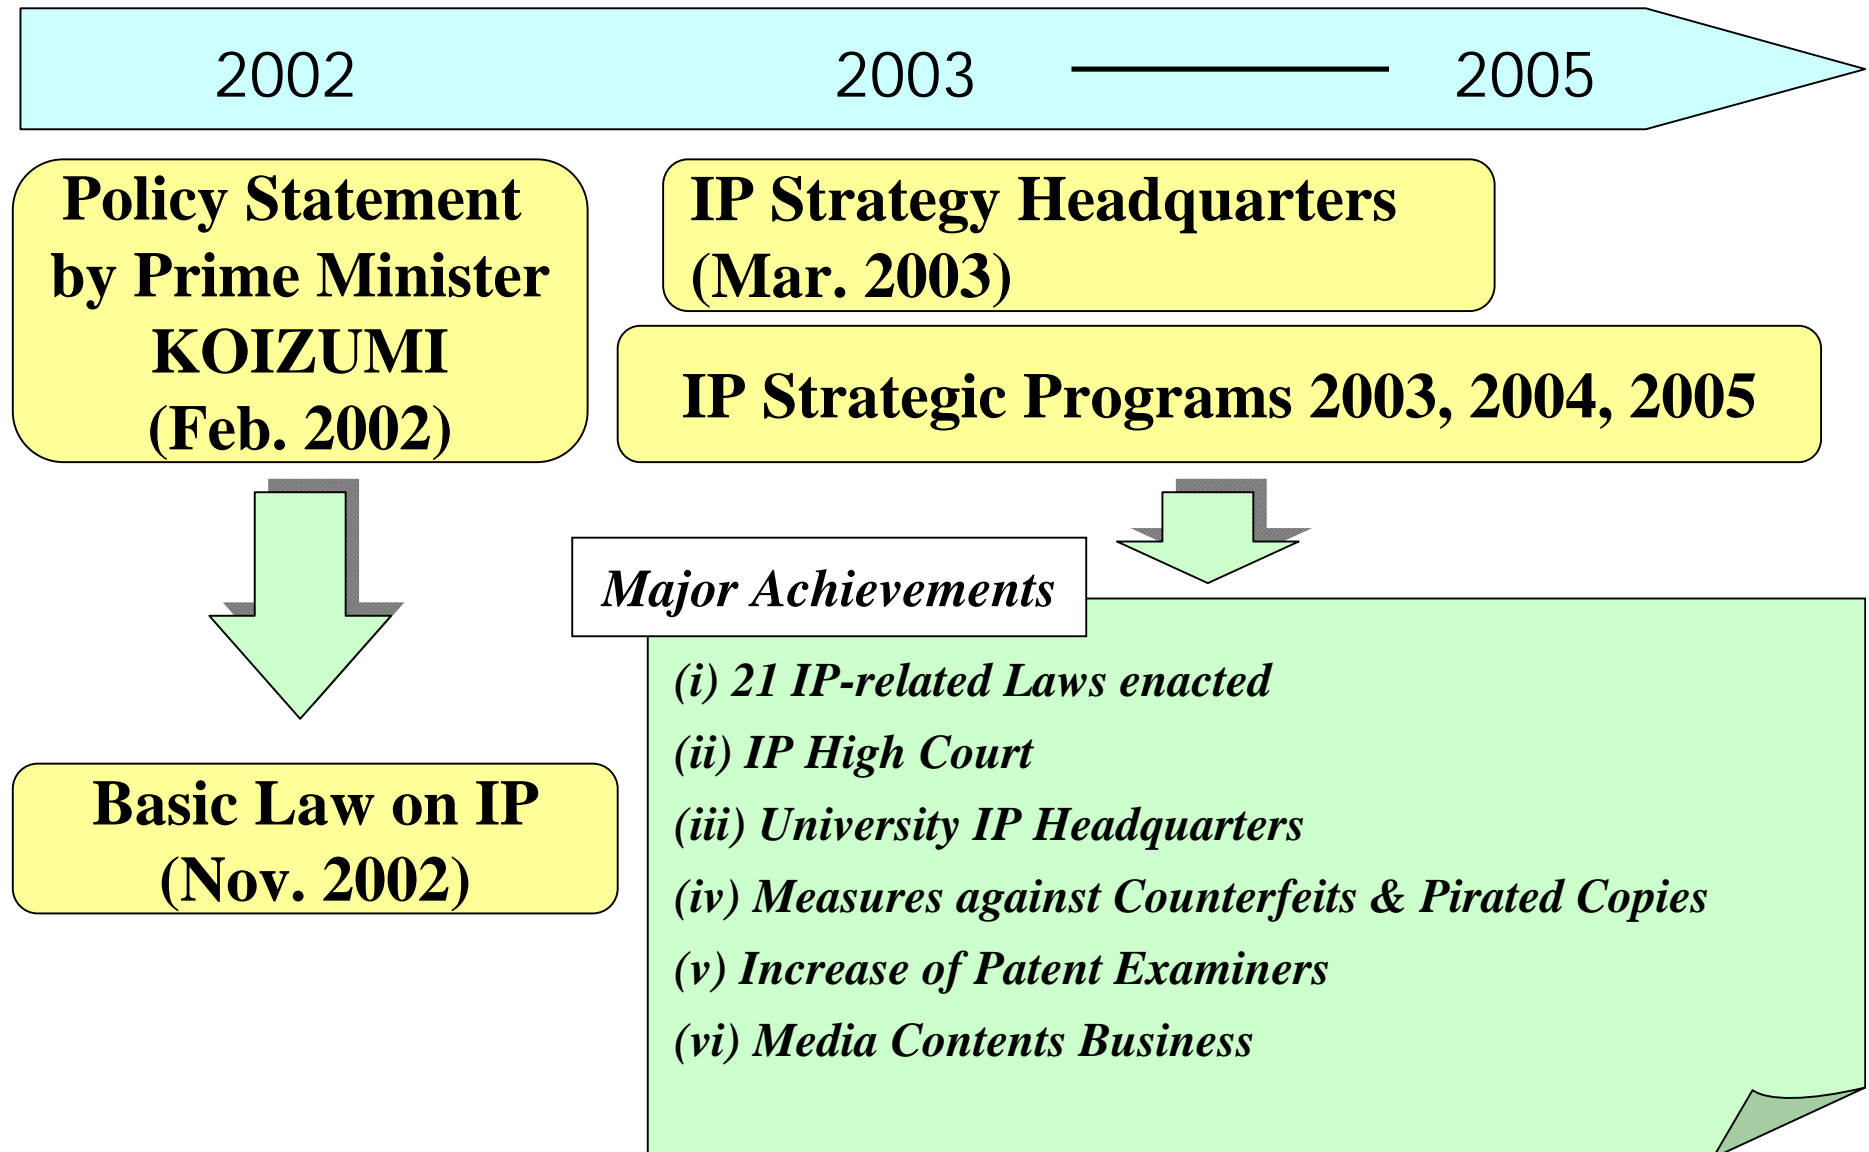 2002 2003 2005
Policy Statement
by Prime Minister
KOIZUMI
(Feb. 2002)
IP Strategy Headquarters
(Mar. 2003)
IP Strategic Programs 2003, 2004, 2005
Basic Law on IP
(Nov. 2002)
Major Achievements
(i) 21 IP-related Laws enacted
(ii) IP High Court
(iii) University IP Headquarters
(iv) Measures against Counterfeits & Pirated Copies
(v) Increase of Patent Examiners
(vi) Media Contents Business